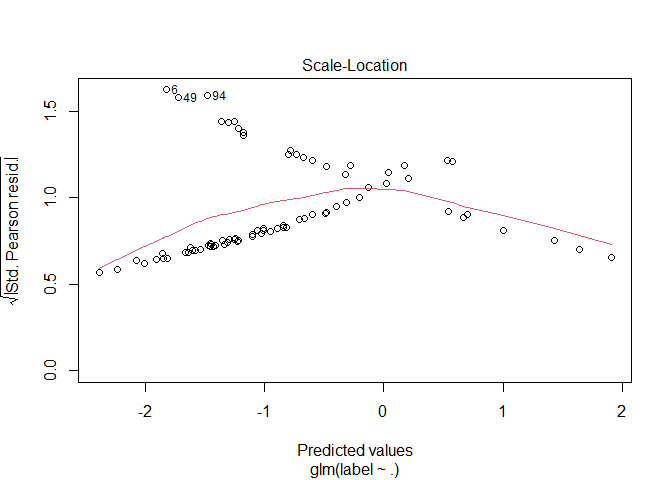 Scale-Location
√|Std. Pearson resid.|
1.5
1.0
0.5
0.0
6
49
94
-2 -1 0 1 2
Predicted values
glm(label ~ .)